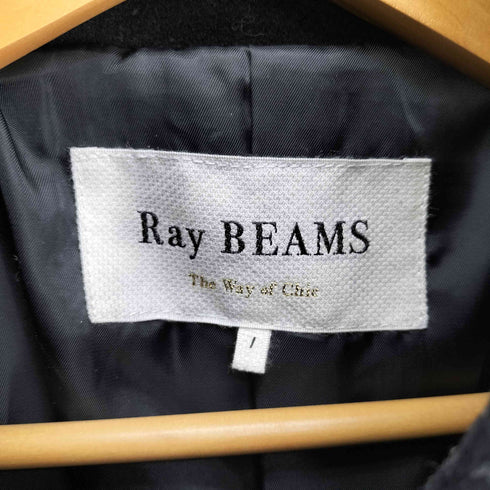 Ray BEAMS
The Way of Chic
1